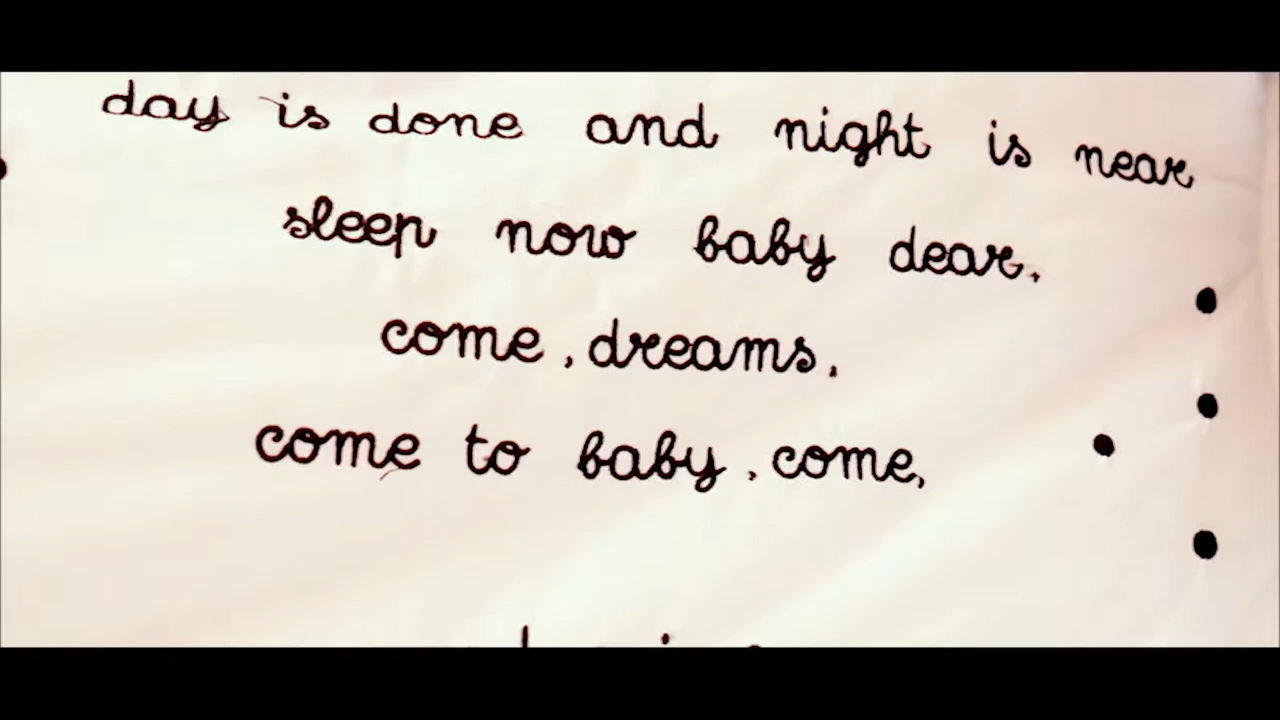 day is done and night is near
sleep now baby dear,
come , dreams,
come to baby , come,